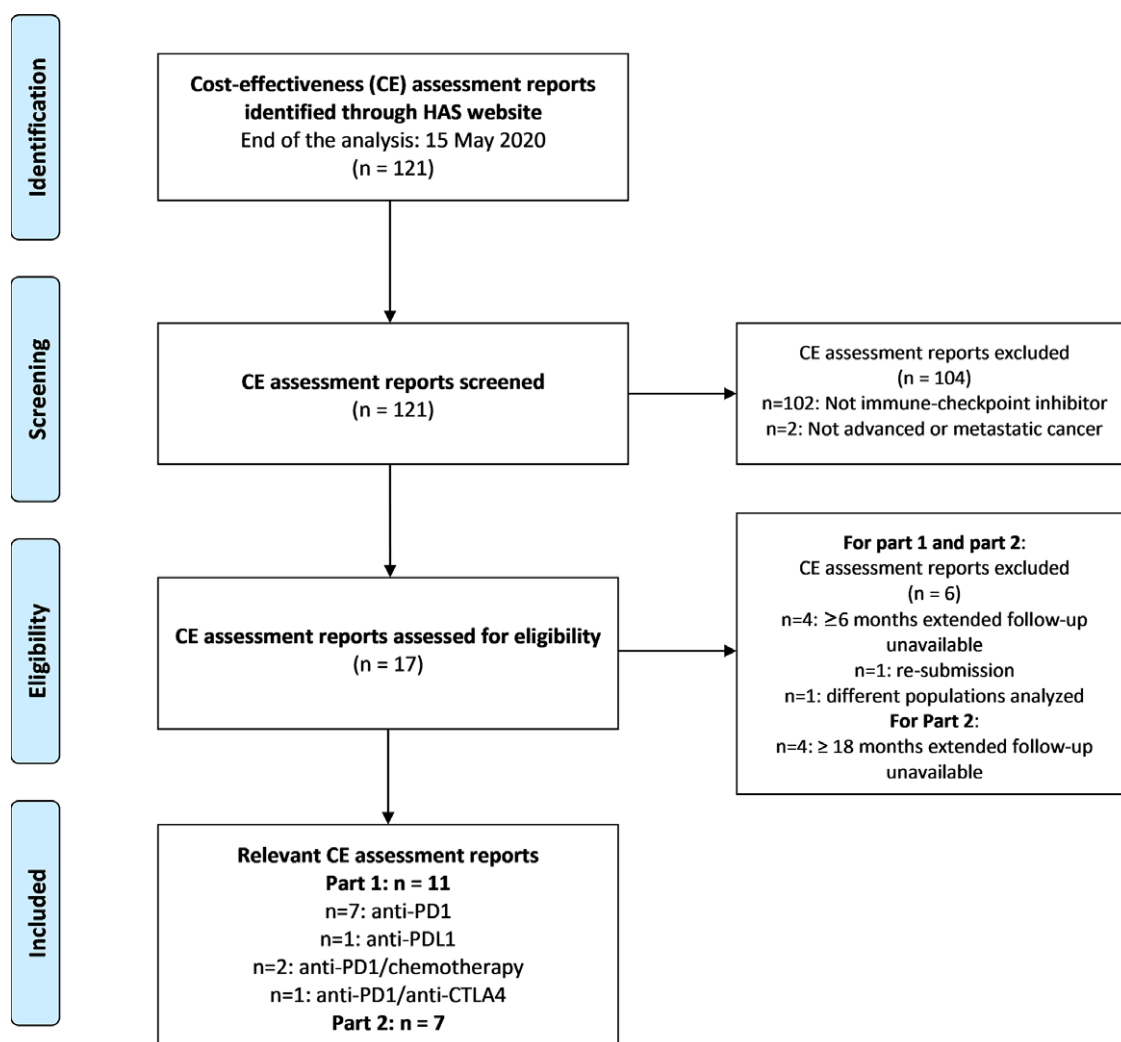 Identification
Cost-effectiveness (CE) assessment reports
identified through HAS website
End of the analysis: 15 May 2020
(n = 121)
Screening
CE assessment reports screened
(n = 121)
CE assessment reports excluded
(n = 104)
n=102: Not immune-checkpoint inhibitor
n=2: Not advanced or metastatic cancer
Eligibility
CE assessment reports assessed for eligibility
(n = 17)
For part 1 and part 2:
CE assessment reports excluded
(n = 6)
n=4: ≥6 months extended follow-up
unavailable
n=1: re-submission
n=1: different populations analyzed
For Part 2:
n=4: ≥ 18 months extended follow-up
unavailable
Included
Relevant CE assessment reports
Part 1: n = 11
n=7: anti-PD1
n=1: anti-PDL1
n=2: anti-PD1/chemotherapy
n=1: anti-PD1/anti-CTLA4
Part 2: n = 7